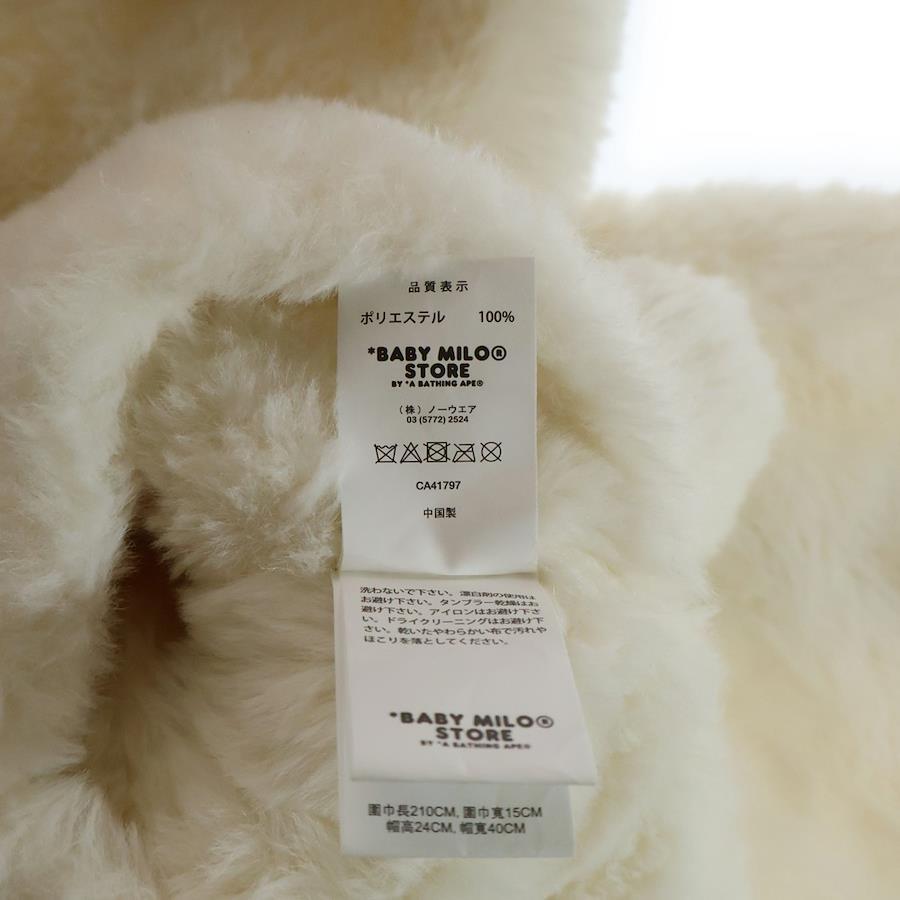 品質表示
ポリエステル 100%
*BABY MILO®
STORE
BY *A BATHING APE®
（株）ノーウエア
03 (5772) 2524
CA41797
中国製
洗わないで下さい。漂白剤の使用は
お避け下さい。タンブラー乾燥はお
避け下さい。アイロンはお避け下さ
い。ドライクリーニングはお避け下
さい。乾いたやわらかい布で汚れや
ほこりを落としてください。
*BABY MILO®
STORE
BY *A BATHING APE®
圍巾長210CM, 圍巾寬15CM
帽高24CM, 帽寬40CM